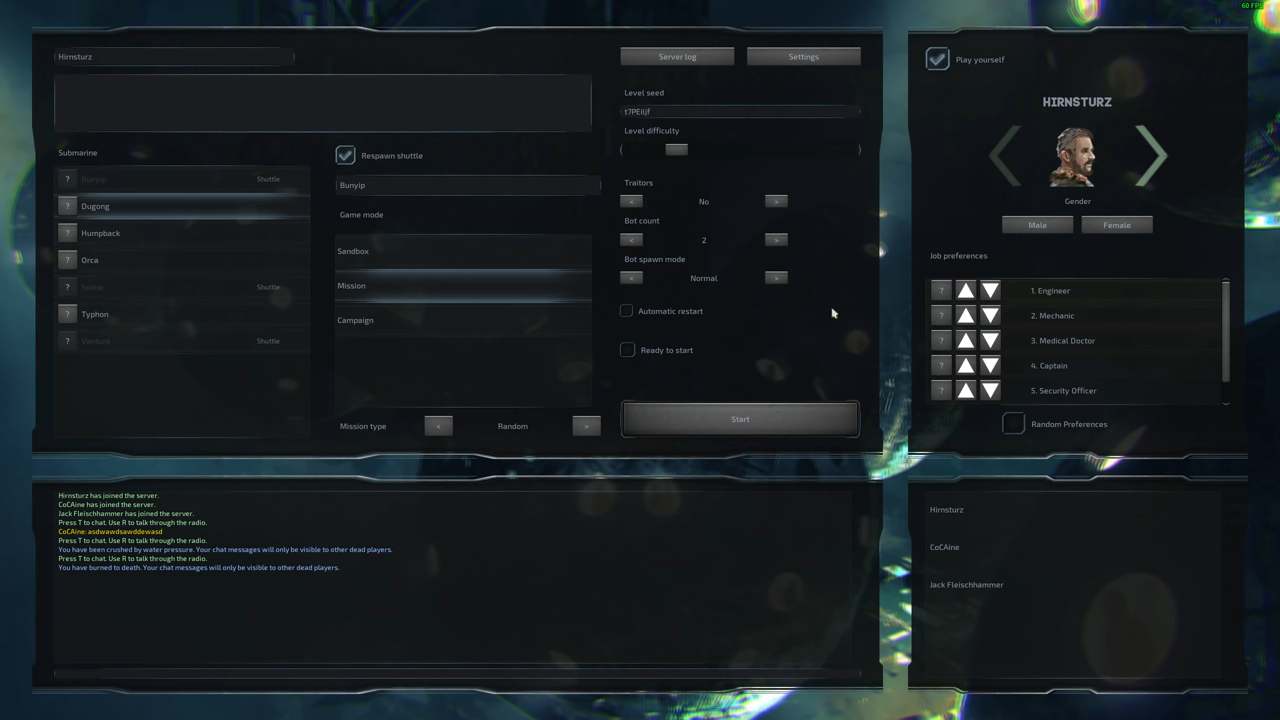 60 FPS
Hirnsturz
Server log
Settings
Play yourself
Level seed
t7PEiIJf
Level difficulty
HIRNSTURZ
Submarine
Respawn shuttle
? Bunyip Shuttle
Bunyip
Traitors
< No >
Gender
Male
Female
? Dugong
Game mode
Bot count
< 2 >
? Humpback
Sandbox
Bot spawn mode
< Normal >
Job preferences
? Orca
Mission
? 1. Engineer
? Shuttle
Automatic restart
? 2. Mechanic
? Typhon
Campaign
? Venture Shuttle
Ready to start
? 3. Medical Doctor
? 4. Captain
? 5. Security Officer
Mission type < Random >
Start
Random Preferences
Hirnsturz has joined the server.
CoCAine has joined the server.
Jack Fleischhammer has joined the server.
Press T to chat. Use R to talk through the radio.
CoCAine: asdwawdsawddewasd
Press T to chat. Use R to talk through the radio.
You have been crushed by water pressure. Your chat messages will only be visible to other dead players.
Press T to chat. Use R to talk through the radio.
You have burned to death. Your chat messages will only be visible to other dead players.
Hirnsturz
CoCAine
Jack Fleischhammer